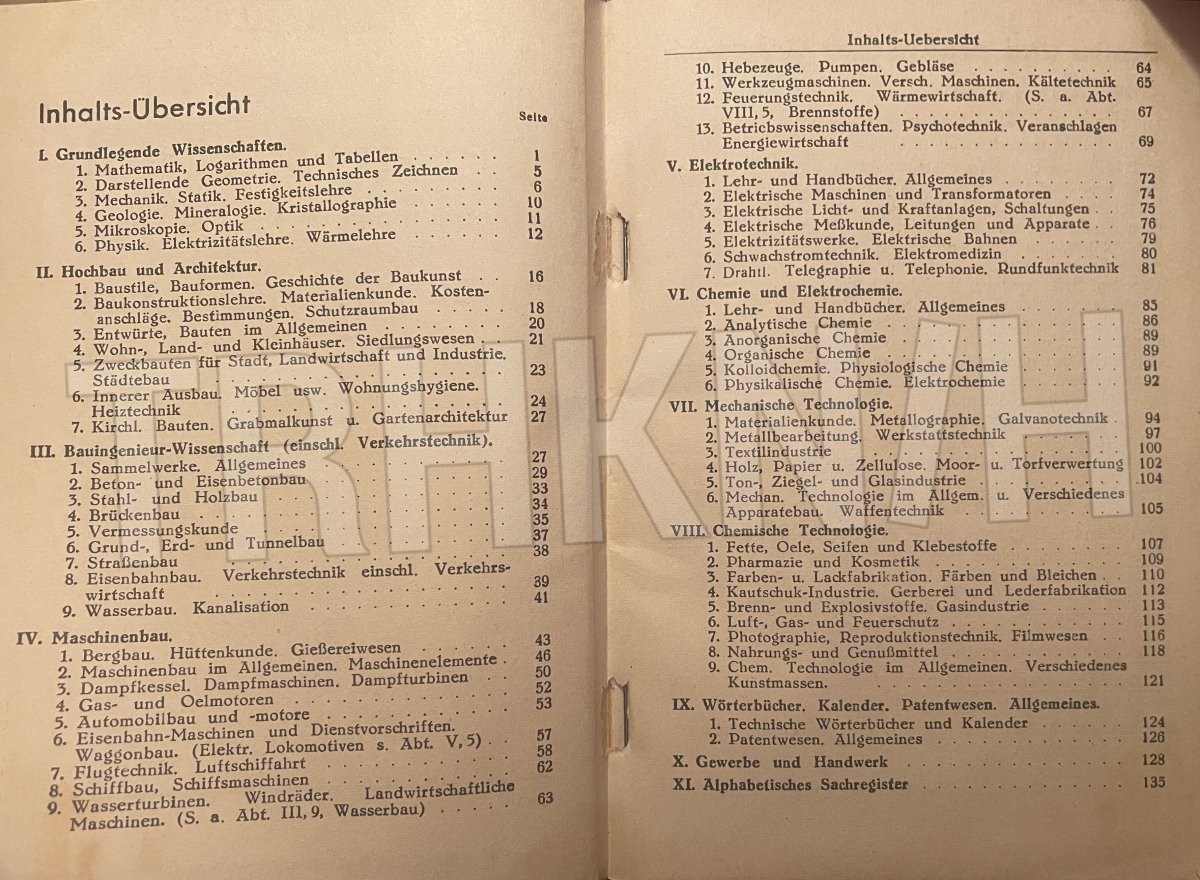 Inhalts-Übersicht
Seite
I. Grundlegende Wissenschaften.
1. Mathematik, Logarithmen und Tabellen . . . . . . 1
2. Darstellende Geometrie. Technisches Zeichnen . . 5
3. Mechanik. Statik. Festigkeitslehre . . . . . . . . 6
4. Geologie. Mineralogie. Kristallographie . . . . . . 10
5. Mikroskopie. Optik . . . . . . . . . . . . . 11
6. Physik. Elektrizitätslehre. Wärmelehre . . . . . . 12
II. Hochbau und Architektur.
1. Baustile, Bauformen. Geschichte der Baukunst . . 16
2. Baukonstruktionslehre. Materialienkunde. Kosten-
anschläge. Bestimmungen. Schutzraumbau . . . . . 18
3. Entwürfe, Bauten im Allgemeinen . . . . . . . . 20
4. Wohn-, Land- und Kleinhäuser. Siedlungswesen . . 21
5. Zweckbauten für Stadt, Landwirtschaft und Industrie.
Städtebau . . . . . . . . . . . . . . . . . 23
6. Innerer Ausbau. Möbel usw. Wohnungshygiene.
Heiztechnik . . . . . . . . . . . . . . . . 24
7. Kirchl. Bauten. Grabmalkunst u. Gartenarchitektur 27
III. Bauingenieur-Wissenschaft (einschl. Verkehrstechnik).
1. Sammelwerke. Allgemeines . . . . . . . . . . 27
2. Beton- und Eisenbetonbau . . . . . . . . . . 29
3. Stahl- und Holzbau . . . . . . . . . . . . . 33
4. Brückenbau . . . . . . . . . . . . . . . . 34
5. Vermessungskunde . . . . . . . . . . . . . 35
6. Grund-, Erd- und Tunnelbau . . . . . . . . . 37
7. Straßenbau . . . . . . . . . . . . . . . . 38
8. Eisenbahnbau. Verkehrstechnik einschl. Verkehrs-
wirtschaft . . . . . . . . . . . . . . . . 39
9. Wasserbau. Kanalisation . . . . . . . . . . . 41
IV. Maschinenbau.
1. Bergbau. Hüttenkunde. Gießereiwesen . . . . . . 43
2. Maschinenbau im Allgemeinen. Maschinenelemente . 46
3. Dampfkessel. Dampfmaschinen. Dampfturbinen . . 50
4. Gas- und Oelmotoren . . . . . . . . . . . . 52
5. Automobilbau und -motore . . . . . . . . . . 53
6. Eisenbahn-Maschinen und Dienstvorschriften.
Waggonbau. (Elektr. Lokomotiven s. Abt. V, 5) . . 57
7. Flugtechnik. Luftschiffahrt . . . . . . . . . . 58
8. Schiffbau, Schiffsmaschinen . . . . . . . . . . 62
9. Wasserturbinen. Windräder. Landwirtschaftliche
Maschinen. (S. a. Abt. III, 9, Wasserbau) . . . . . 63
Inhalts-Uebersicht
10. Hebezeuge. Pumpen. Gebläse . . . . . . . . . 64
11. Werkzeugmaschinen. Versch. Maschinen. Kältetechnik 65
12. Feuerungstechnik. Wärmewirtschaft. (S. a. Abt.
VIII, 5, Brennstoffe) . . . . . . . . . . . . 67
13. Betriebswissenschaften. Psychotechnik. Veranschlagen
Energiewirtschaft . . . . . . . . . . . . . 69
V. Elektrotechnik.
1. Lehr- und Handbücher. Allgemeines . . . . . . . 72
2. Elektrische Maschinen und Transformatoren . . . . 74
3. Elektrische Licht- und Kraftanlagen, Schaltungen . . 75
4. Elektrische Meßkunde, Leitungen und Apparate . . 76
5. Elektrizitätswerke. Elektrische Bahnen . . . . . . 79
6. Schwachstromtechnik. Elektromedizin . . . . . . 80
7. Drahtl. Telegraphie u. Telephonie. Rundfunktechnik 81
VI. Chemie und Elektrochemie.
1. Lehr- und Handbücher. Allgemeines . . . . . . . 85
2. Analytische Chemie . . . . . . . . . . . . . 86
3. Anorganische Chemie . . . . . . . . . . . . 89
4. Organische Chemie . . . . . . . . . . . . . 89
5. Kolloidchemie. Physiologische Chemie . . . . . . 91
6. Physikalische Chemie. Elektrochemie . . . . . . 92
VII. Mechanische Technologie.
1. Materialienkunde. Metallographie. Galvanotechnik . 94
2. Metallbearbeitung. Werkstattstechnik . . . . . . 97
3. Textilindustrie . . . . . . . . . . . . . . . 100
4. Holz, Papier u. Zellulose. Moor- u. Torfverwertung 102
5. Ton-, Ziegel- und Glasindustrie . . . . . . . . . 104
6. Mechan. Technologie im Allgem. u. Verschiedenes
Apparatebau. Waffentechnik . . . . . . . . . 105
VIII. Chemische Technologie.
1. Fette, Oele, Seifen und Klebestoffe . . . . . . . 107
2. Pharmazie und Kosmetik . . . . . . . . . . . 109
3. Farben- u. Lackfabrikation. Färben und Bleichen . . 110
4. Kautschuk-Industrie. Gerberei und Lederfabrikation 112
5. Brenn- und Explosivstoffe. Gasindustrie . . . . . 113
6. Luft-, Gas- und Feuerschutz . . . . . . . . . . 115
7. Photographie, Reproduktionstechnik. Filmwesen . . 116
8. Nahrungs- und Genußmittel . . . . . . . . . . 118
9. Chem. Technologie im Allgemeinen. Verschiedenes
Kunstmassen. . . . . . . . . . . . . . . . 121
IX. Wörterbücher. Kalender. Patentwesen. Allgemeines.
1. Technische Wörterbücher und Kalender . . . . . 124
2. Patentwesen. Allgemeines . . . . . . . . . . . 126
X. Gewerbe und Handwerk . . . . . . . . . . . 128
XI. Alphabetisches Sachregister . . . . . . . . . . 135